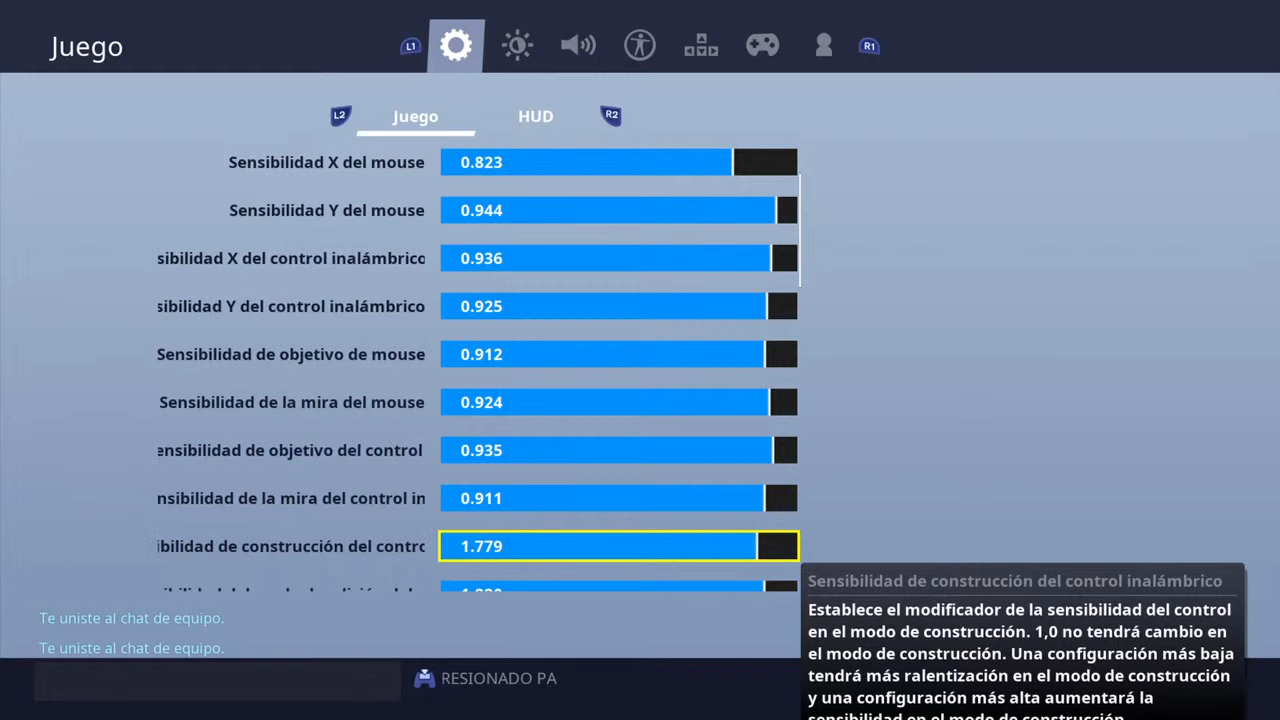 Juego
L1
R1
L2
Juego
HUD
R2
Sensibilidad X del mouse
0.823
Sensibilidad Y del mouse
0.944
sibilidad X del control inalámbrico
0.936
sibilidad Y del control inalámbrico
0.925
Sensibilidad de objetivo de mouse
0.912
Sensibilidad de la mira del mouse
0.924
ensibilidad de objetivo del control
0.935
nsibilidad de la mira del control in
0.911
ibilidad de construcción del contro
1.779
Sensibilidad de construcción del control inalámbrico
Establece el modificador de la sensibilidad del control
en el modo de construcción. 1,0 no tendrá cambio en
el modo de construcción. Una configuración más baja
tendrá más ralentización en el modo de construcción
y una configuración más alta aumentará la
sensibilidad en el modo de construcción.
Te uniste al chat de equipo.
Te uniste al chat de equipo.
RESIONADO PA